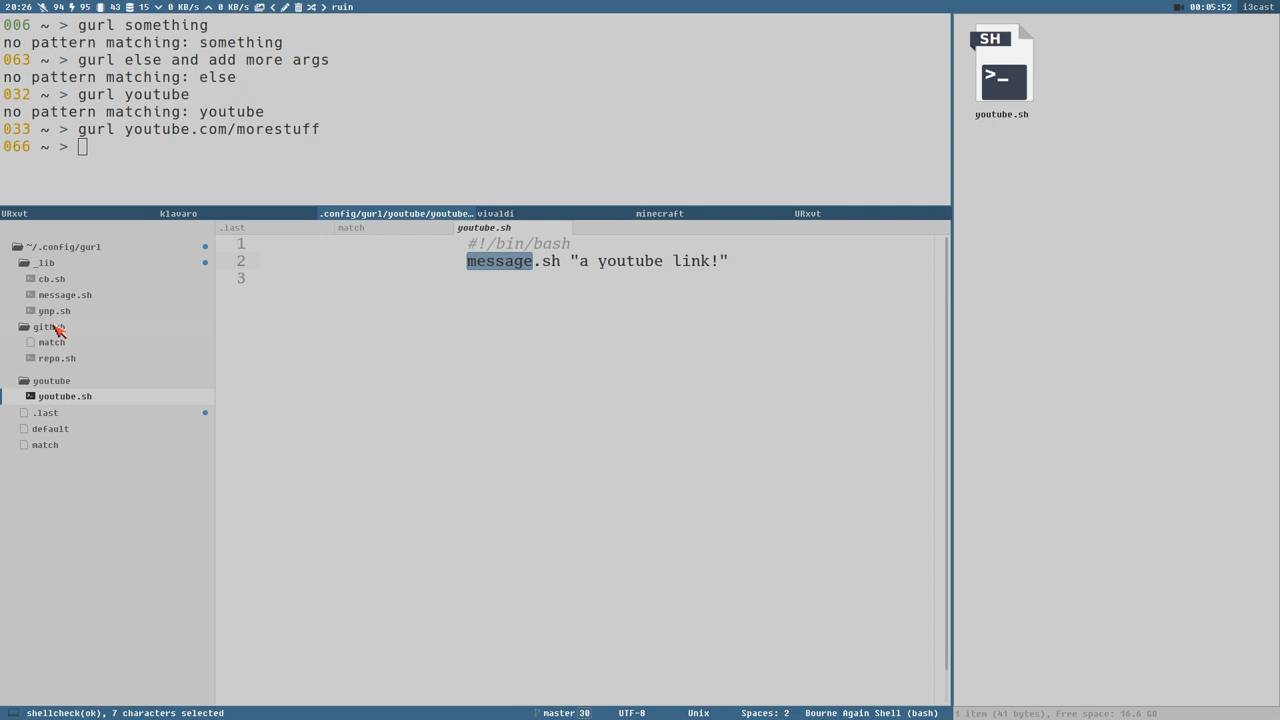 20:26 94 95 43 15 0 KB/s 0 KB/s ruin
00:05:52 i3cast
006 ~ > gurl something
no pattern matching: something
063 ~ > gurl else and add more args
no pattern matching: else
032 ~ > gurl youtube
no pattern matching: youtube
033 ~ > gurl youtube.com/morestuff
066 ~ >
SH
>_
youtube.sh
URxvt klavaro .config/gurl/youtube/youtube… vivaldi minecraft URxvt
.last match youtube.sh
~/.config/gurl
_lib
cb.sh
message.sh
ynp.sh
match
repo.sh
youtube
youtube.sh
.last
default
match
1 #!/bin/bash
2 message.sh "a youtube link!"
3
shellcheck(ok), 7 characters selected master 30 UTF-8 Unix Spaces: 2 Bourne Again Shell (bash)
1 item (41 bytes), Free space: 16.6 GB